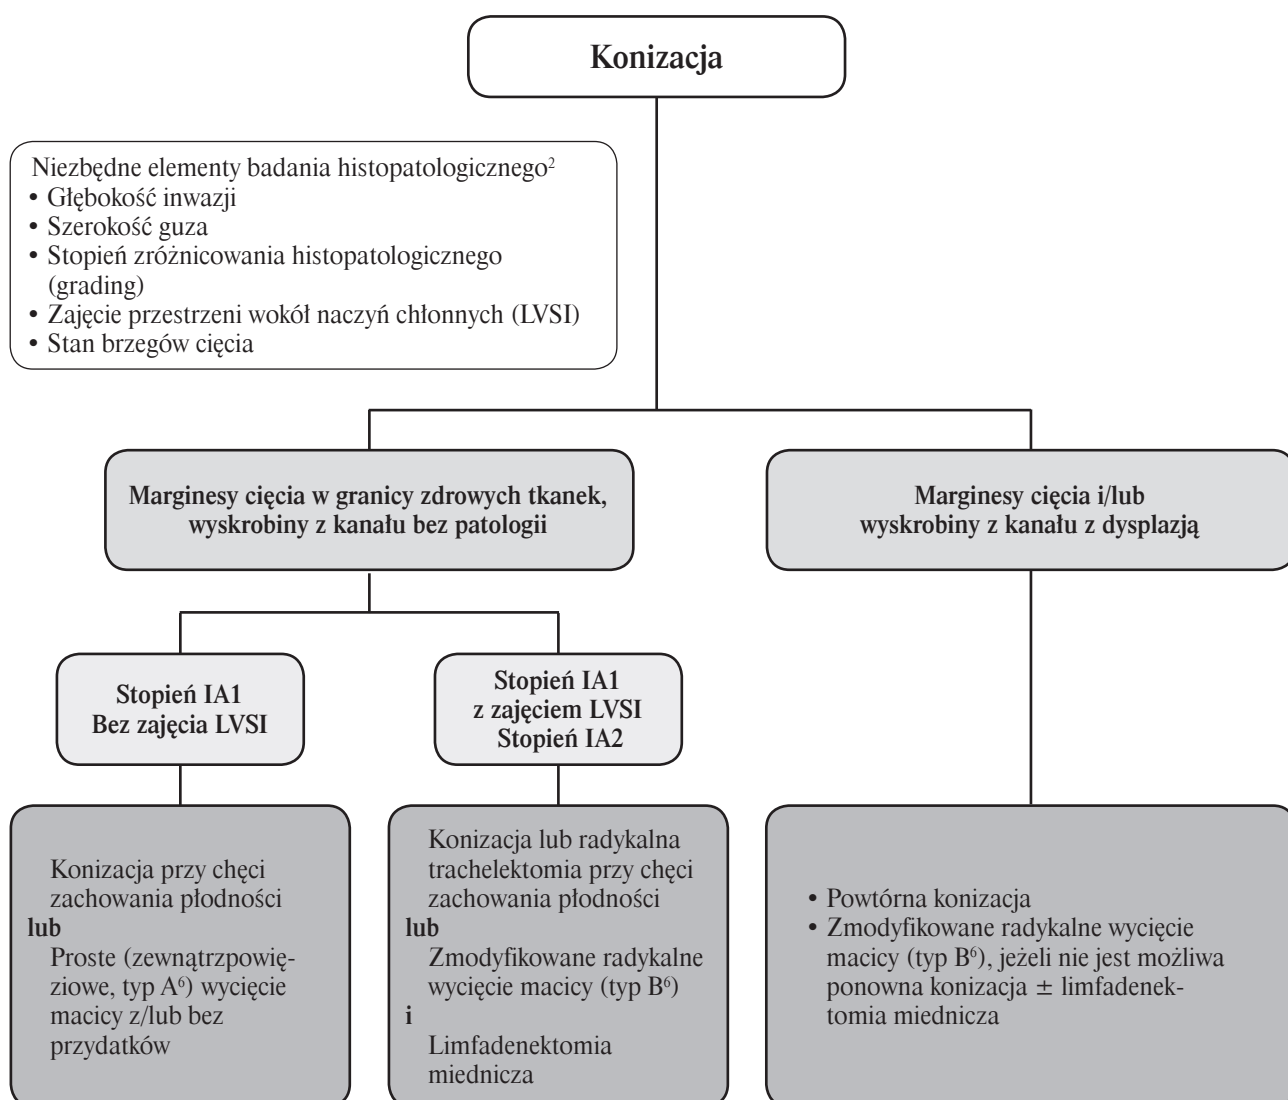 Konizacja
Niezbędne elementy badania histopatologicznego²
• Głębokość inwazji
• Szerokość guza
• Stopień zróżnicowania histopatologicznego
(grading)
• Zajęcie przestrzeni wokół naczyń chłonnych (LVSI)
• Stan brzegów cięcia
Marginesy cięcia w granicy zdrowych tkanek,
wyskrobiny z kanału bez patologii
Marginesy cięcia i/lub
wyskrobiny z kanału z dysplazją
Stopień IA1
Bez zajęcia LVSI
Stopień IA1
z zajęciem LVSI
Stopień IA2
Konizacja przy chęci
zachowania płodności
lub
Proste (zewnątrzpowię-
ziowe, typ A⁶) wycięcie
macicy z/lub bez
przydatków
Konizacja lub radykalna
trachelektomia przy chęci
zachowania płodności
lub
Zmodyfikowane radykalne
wycięcie macicy (typ B⁶)
i
Limfadenektomia
miednicza
• Powtórna konizacja
• Zmodyfikowane radykalne wycięcie
macicy (typ B⁶), jeżeli nie jest możliwa
ponowna konizacja ± limfadenek-
tomia miednicza